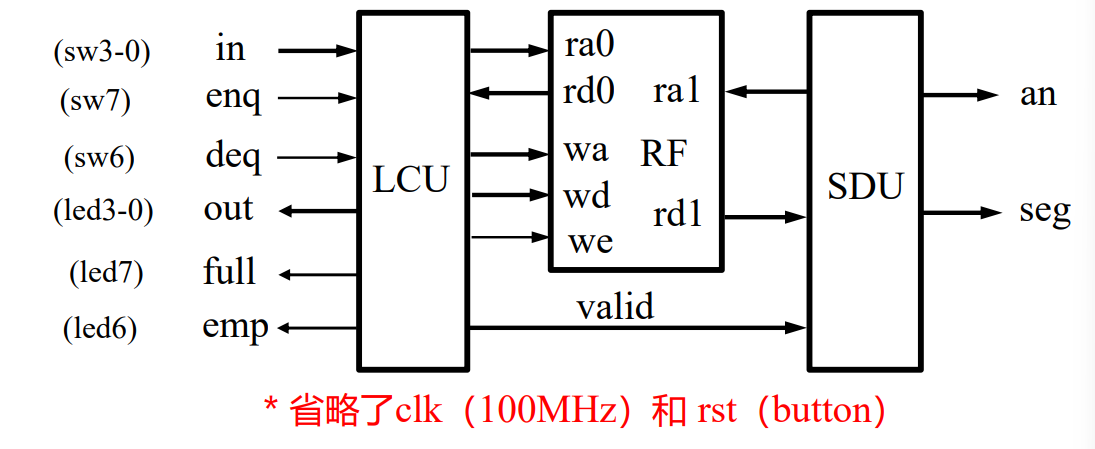 (sw3-0) in
(sw7) enq
(sw6) deq
(led3-0) out
(led7) full
(led6) emp
LCU
ra0
rd0 ra1
wa RF
wd
rd1
we
valid
SDU
an
seg
* 省略了clk（100MHz）和 rst（button）